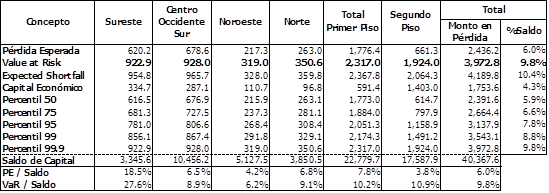 Concepto Sureste Centro Occidente Sur Noroeste Norte Total Primer Piso Segundo Piso Total
Monto en Pérdida %Saldo
Pérdida Esperada 620.2 678.6 217.3 263.0 1,776.4 661.3 2,436.2 6.0%
Value at Risk 922.9 928.0 319.0 350.6 2,317.0 1,924.0 3,972.8 9.8%
Expected Shortfall 954.8 965.7 328.0 359.8 2,367.8 2,064.3 4,189.8 10.4%
Capital Económico 334.7 287.1 110.7 96.8 591.4 1,403.0 1,753.6 4.3%
Percentil 50 616.5 676.9 215.9 263.1 1,773.0 614.7 2,391.6 5.9%
Percentil 75 681.3 727.5 237.3 281.1 1,884.0 797.9 2,664.4 6.6%
Percentil 95 781.0 806.6 268.4 308.4 2,051.3 1,158.9 3,137.9 7.8%
Percentil 99 856.1 867.4 291.8 329.1 2,174.3 1,491.2 3,543.1 8.8%
Percentil 99.9 922.9 928.0 319.0 350.6 2,317.0 1,924.0 3,972.8 9.8%
Saldo de Capital 3,345.6 10,456.2 5,127.5 3,850.5 22,779.7 17,587.9 40,367.6
PE / Saldo 18.5% 6.5% 4.2% 6.8% 7.8% 3.8% 6.0%
VaR / Saldo 27.6% 8.9% 6.2% 9.1% 10.2% 10.9% 9.8%